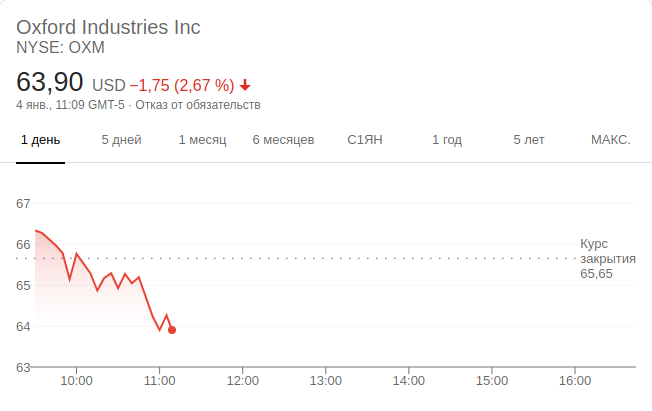 Oxford Industries Inc
NYSE: OXM
63,90 USD −1,75 (2,67 %)
4 янв., 11:09 GMT-5 · Отказ от обязательств
1 день 5 дней 1 месяц 6 месяцев С1ЯН 1 год 5 лет МАКС.
67
66
65
64
63
Курс
закрытия
65,65
10:00 11:00 12:00 13:00 14:00 15:00 16:00